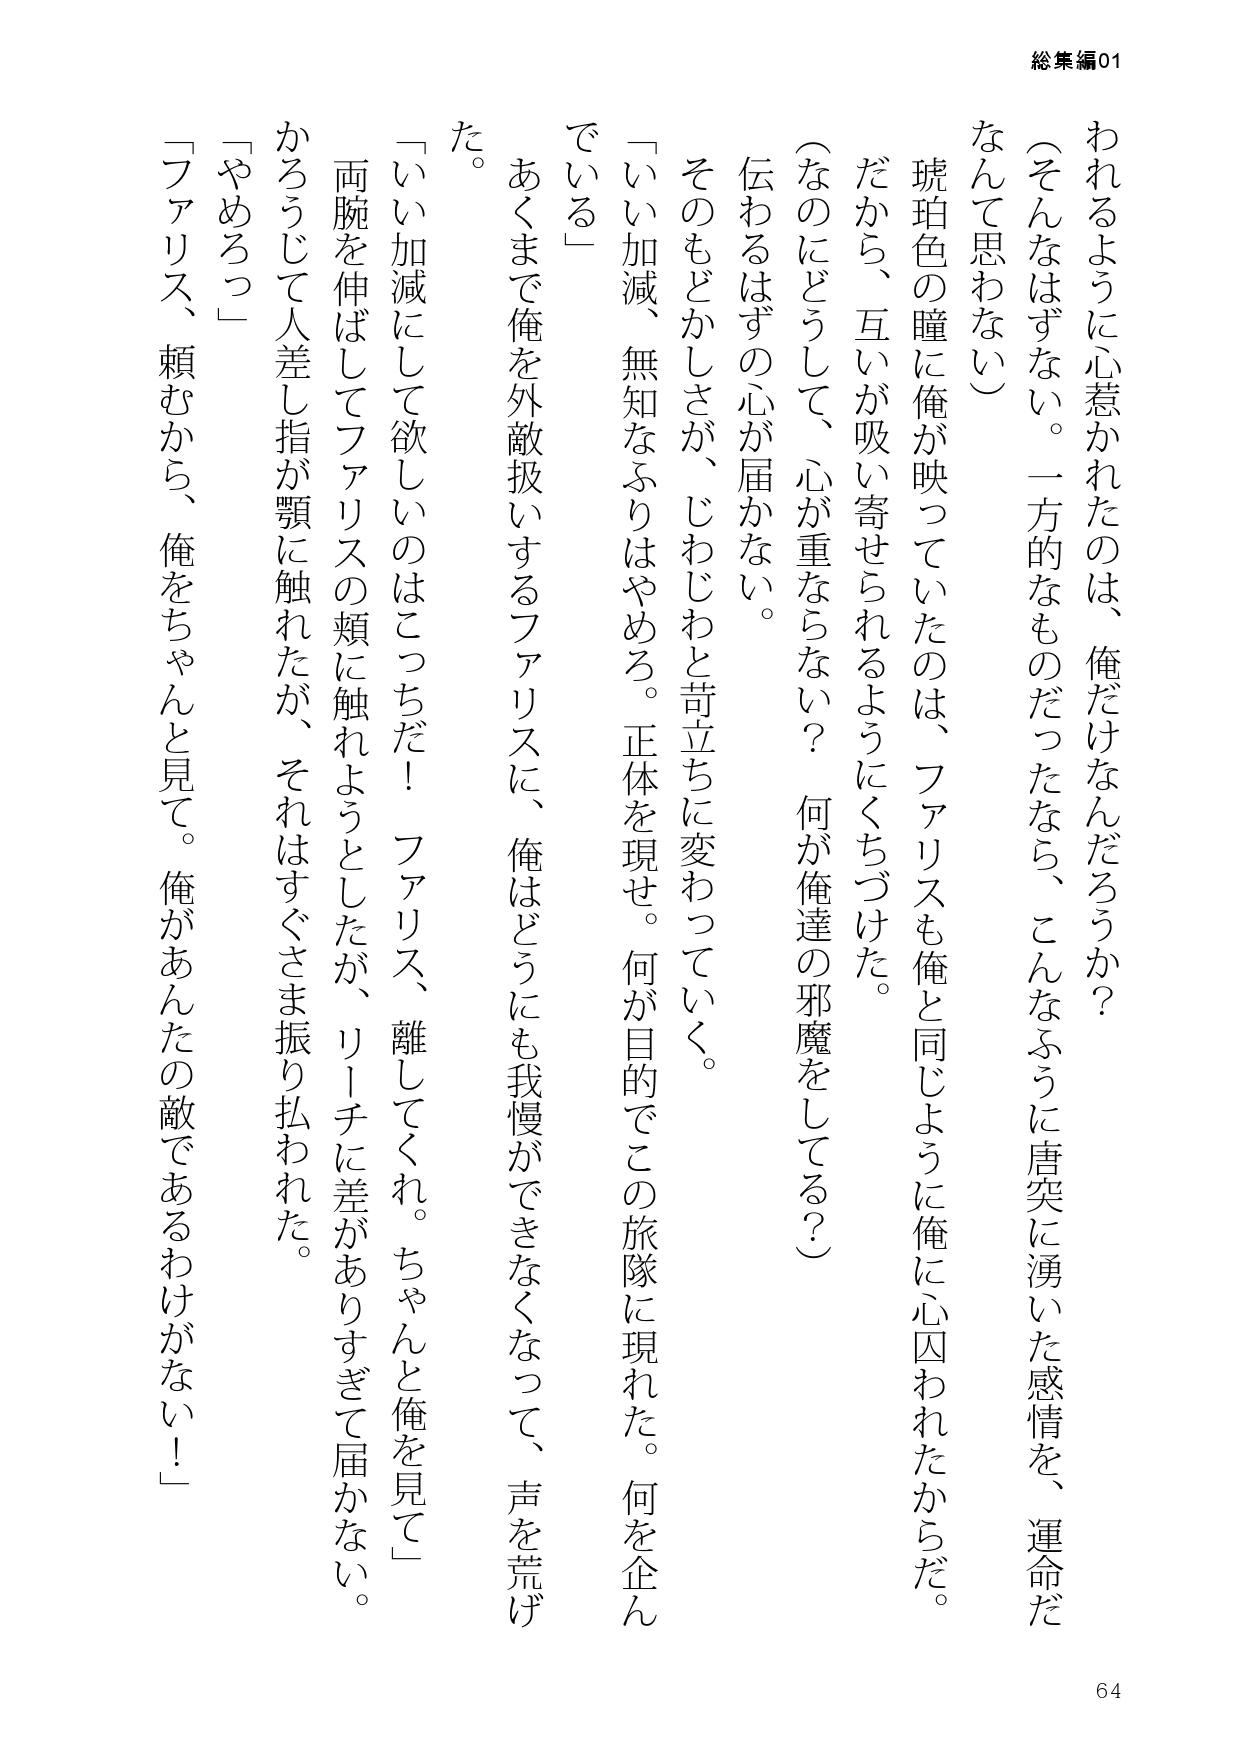 総集編01
われるように心惹かれたのは、俺だけなんだろうか？
（そんなはずない。一方的なものだったなら、こんなふうに唐突に湧いた感情を、運命だ
なんて思わない）
琥珀色の瞳に俺が映っていたのは、ファリスも俺と同じように俺に心囚われたからだ。
だから、互いが吸い寄せられるようにくちづけた。
（なのにどうして、心が重ならない？　何が俺達の邪魔をしてる？）
伝わるはずの心が届かない。
そのもどかしさが、じわじわと苛立ちに変わっていく。
「いい加減、無知なふりはやめろ。正体を現せ。何が目的でこの旅隊に現れた。何を企ん
でいる」
あくまで俺を外敵扱いするファリスに、俺はどうにも我慢ができなくなって、声を荒げ
た。
「いい加減にして欲しいのはこっちだ！　ファリス、離してくれ。ちゃんと俺を見て」
両腕を伸ばしてファリスの頬に触れようとしたが、リーチに差がありすぎて届かない。
かろうじて人差し指が顎に触れたが、それはすぐさま振り払われた。
「やめろっ」
「ファリス、頼むから、俺をちゃんと見て。俺があんたの敵であるわけがない！」
64